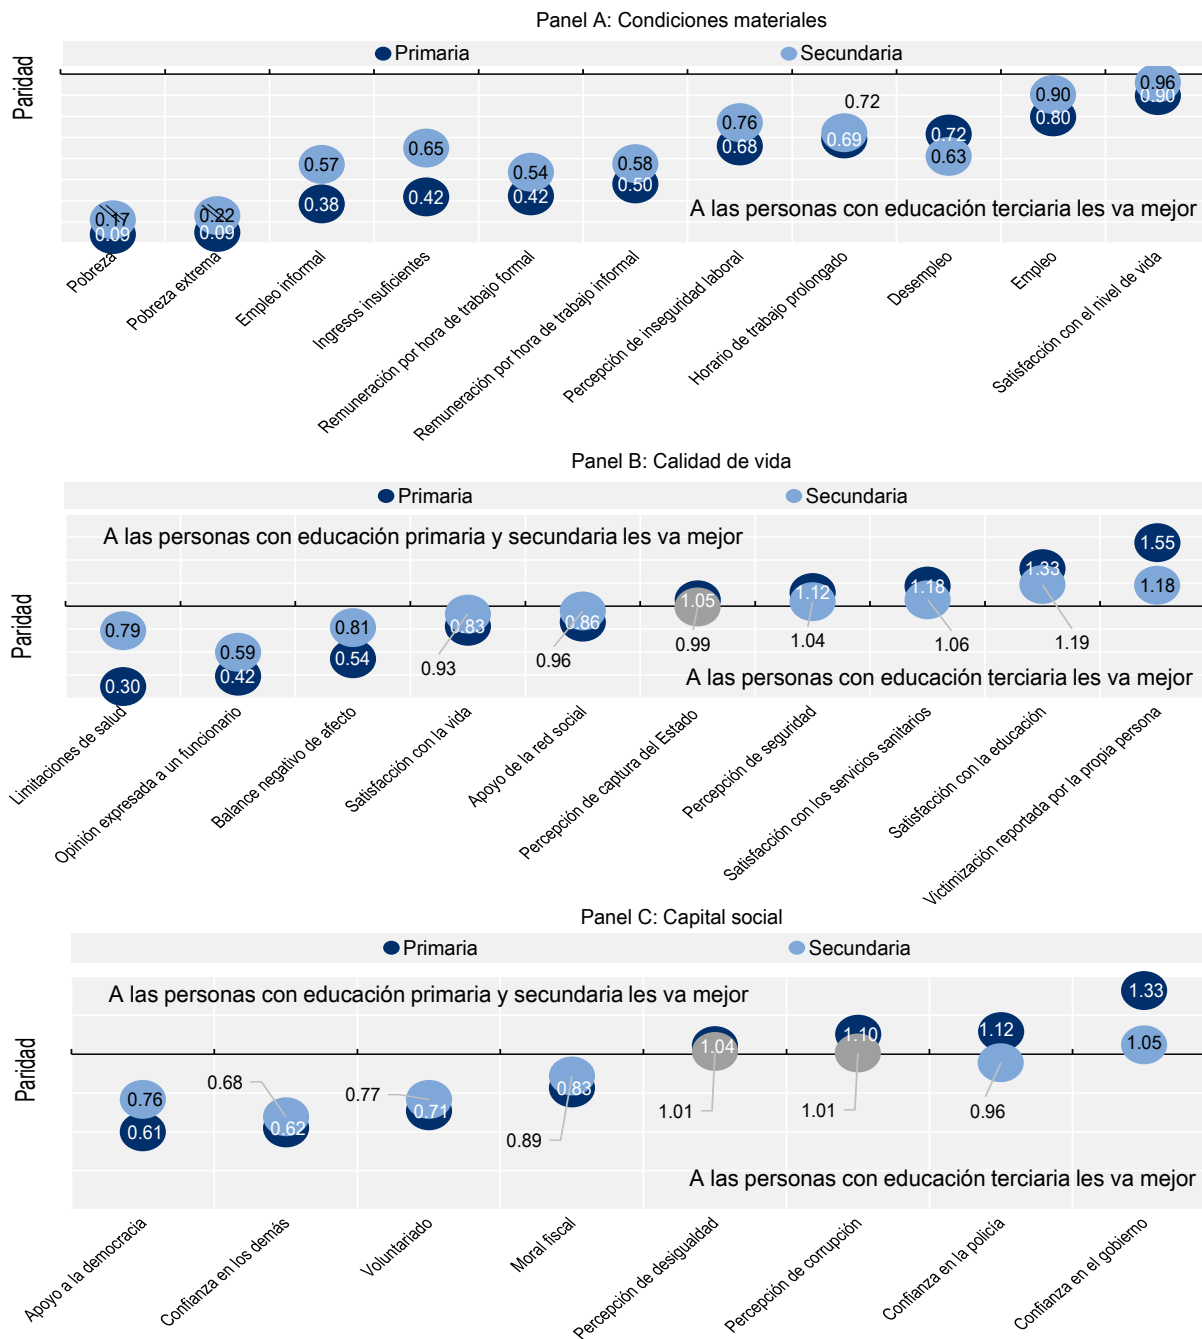 Panel A: Condiciones materiales
Primaria
Secundaria
Paridad
0.17
0.09
0.22
0.09
0.57
0.38
0.65
0.42
0.54
0.42
0.58
0.50
0.76
0.68
0.72
0.69
0.72
0.63
0.90
0.80
0.96
0.90
A las personas con educación terciaria les va mejor
Pobreza
Pobreza extrema
Empleo informal
Ingresos insuficientes
Remuneración por hora de trabajo formal
Remuneración por hora de trabajo informal
Percepción de inseguridad laboral
Horario de trabajo prolongado
Desempleo
Empleo
Satisfacción con el nivel de vida
Panel B: Calidad de vida
Primaria
Secundaria
A las personas con educación primaria y secundaria les va mejor
Paridad
0.79
0.30
0.59
0.42
0.81
0.54
0.83
0.93
0.86
0.96
1.05
0.99
1.12
1.04
1.18
1.06
1.33
1.19
1.55
1.18
A las personas con educación terciaria les va mejor
Limitaciones de salud
Opinión expresada a un funcionario
Balance negativo de afecto
Satisfacción con la vida
Apoyo de la red social
Percepción de captura del Estado
Percepción de seguridad
Satisfacción con los servicios sanitarios
Satisfacción con la educación
Victimización reportada por la propia persona
Panel C: Capital social
Primaria
Secundaria
A las personas con educación primaria y secundaria les va mejor
Paridad
0.76
0.61
0.68
0.62
0.77
0.71
0.83
0.89
1.04
1.01
1.10
1.01
1.12
0.96
1.33
1.05
A las personas con educación terciaria les va mejor
Apoyo a la democracia
Confianza en los demás
Voluntariado
Moral fiscal
Percepción de desigualdad
Percepción de corrupción
Confianza en la policía
Confianza en el gobierno